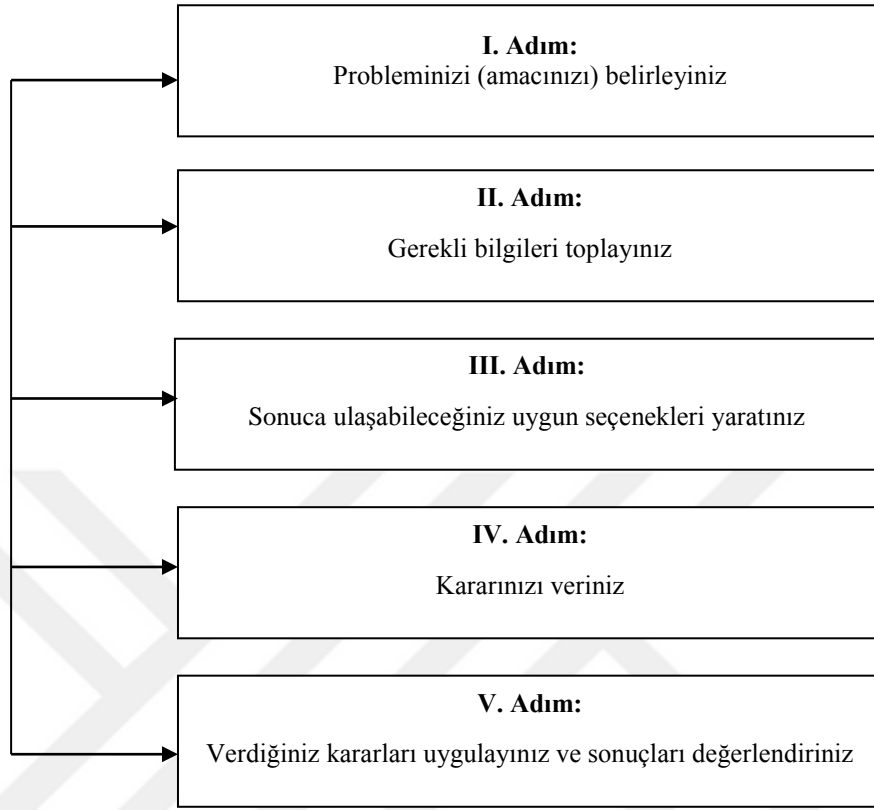 I. Adım:
Probleminizi (amacınızı) belirleyiniz
II. Adım:
Gerekli bilgileri toplayınız
III. Adım:
Sonuca ulaşabileceğiniz uygun seçenekleri yaratınız
IV. Adım:
Kararınızı veriniz
V. Adım:
Verdiğiniz kararları uygulayınız ve sonuçları değerlendiriniz